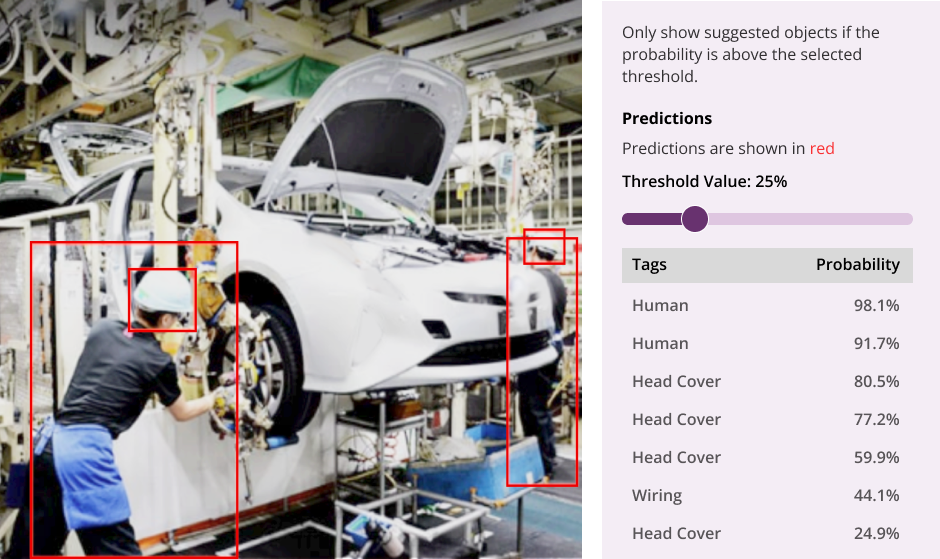 Only show suggested objects if the
probability is above the selected
threshold.
Predictions
Predictions are shown in red
Threshold Value: 25%
Tags Probability
Human 98.1%
Human 91.7%
Head Cover 80.5%
Head Cover 77.2%
Head Cover 59.9%
Wiring 44.1%
Head Cover 24.9%